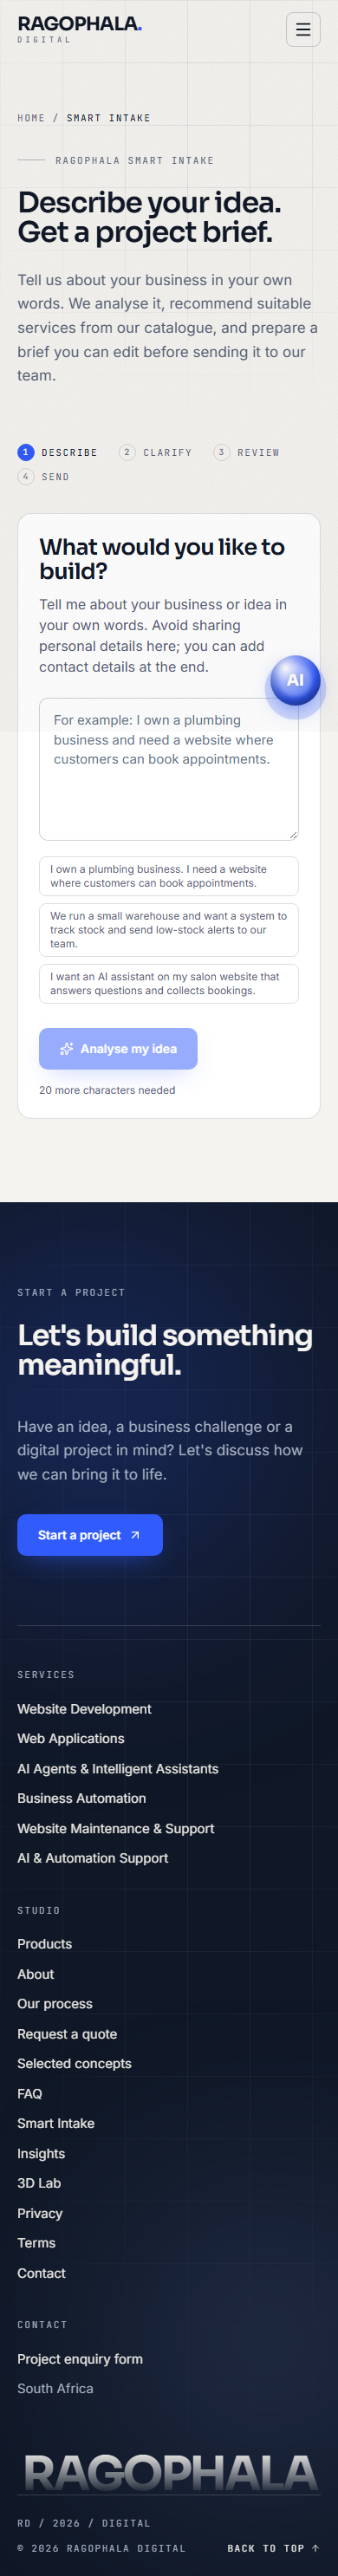 RAGOPHALA.
DIGITAL
HOME / SMART INTAKE
RAGOPHALA SMART INTAKE
Describe your idea.
Get a project brief.
Tell us about your business in your own
words. We analyse it, recommend suitable
services from our catalogue, and prepare a
brief you can edit before sending it to our
team.
1 DESCRIBE 2 CLARIFY 3 REVIEW
4 SEND
What would you like to
build?
Tell me about your business or idea in
your own words. Avoid sharing
personal details here; you can add
contact details at the end.
AI
For example: I own a plumbing
business and need a website where
customers can book appointments.
I own a plumbing business. I need a website
where customers can book appointments.
We run a small warehouse and want a system to
track stock and send low-stock alerts to our
team.
I want an AI assistant on my salon website that
answers questions and collects bookings.
Analyse my idea
20 more characters needed
START A PROJECT
Let's build something
meaningful.
Have an idea, a business challenge or a
digital project in mind? Let's discuss how
we can bring it to life.
Start a project
SERVICES
Website Development
Web Applications
AI Agents & Intelligent Assistants
Business Automation
Website Maintenance & Support
AI & Automation Support
STUDIO
Products
About
Our process
Request a quote
Selected concepts
FAQ
Smart Intake
Insights
3D Lab
Privacy
Terms
Contact
CONTACT
Project enquiry form
South Africa
RAGOPHALA
RD / 2026 / DIGITAL
© 2026 RAGOPHALA DIGITAL BACK TO TOP ↑